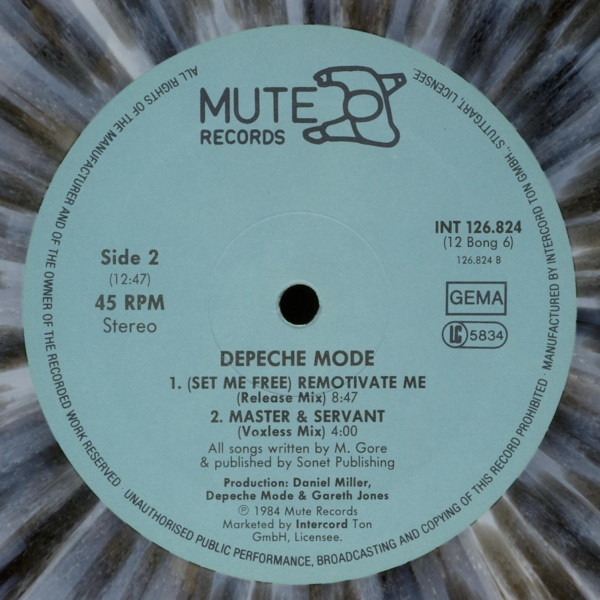 MUTE
RECORDS
INT 126.824
(12 Bong 6)
126.824 B
Side 2
(12:47)
45 RPM
Stereo
GEMA
LC 5834
DEPECHE MODE
1. (SET ME FREE) REMOTIVATE ME
(Release Mix) 8:47
2. MASTER & SERVANT
(Voxless Mix) 4:00
All songs written by M. Gore
& published by Sonet Publishing
Production: Daniel Miller,
Depeche Mode & Gareth Jones
℗ 1984 Mute Records
Marketed by Intercord Ton
GmbH, Licensee.
ALL RIGHTS OF THE MANUFACTURER AND OF THE OWNER OF THE RECORDED WORK RESERVED · UNAUTHORISED PUBLIC PERFORMANCE, BROADCASTING AND COPYING OF THIS RECORD PROHIBITED · MANUFACTURED BY INTERCORD TON GMBH., STUTTGART, LICENSEE.